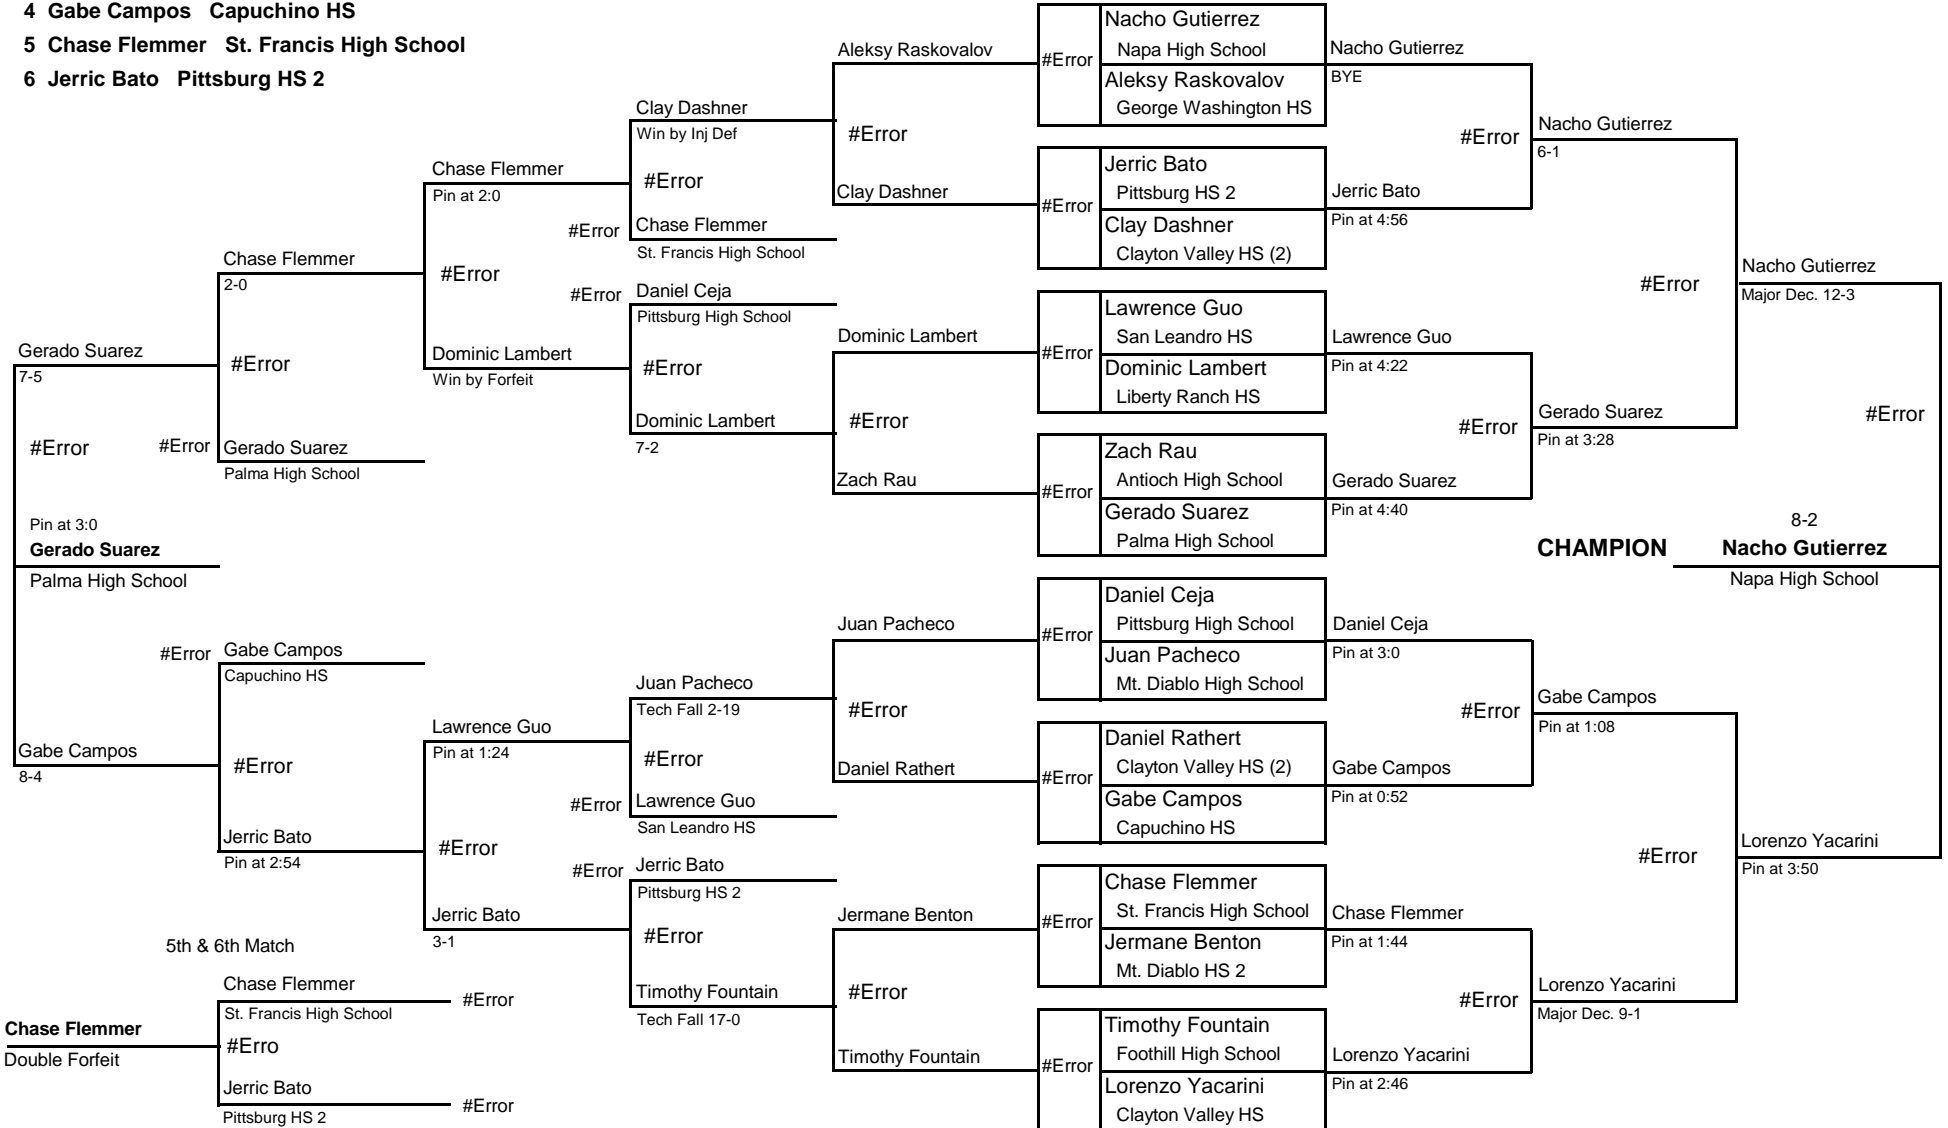 4 Gabe Campos Capuchino HS
5 Chase Flemmer St. Francis High School
6 Jerric Bato Pittsburg HS 2
Gerado Suarez
7-5
#Error
Pin at 3:0
Gerado Suarez
Palma High School
Gabe Campos
8-4
5th & 6th Match
Chase Flemmer
Double Forfeit
Chase Flemmer
St. Francis High School
#Error
#Erro
Jerric Bato
Pittsburg HS 2
#Error
Chase Flemmer
2-0
#Error
#Error
Gerado Suarez
Palma High School
#Error
Gabe Campos
Capuchino HS
#Error
Jerric Bato
Pin at 2:54
Chase Flemmer
Pin at 2:0
#Error
Dominic Lambert
Win by Forfeit
Lawrence Guo
Pin at 1:24
#Error
Jerric Bato
3-1
Clay Dashner
Win by Inj Def
#Error
#Error
Chase Flemmer
St. Francis High School
#Error
Daniel Ceja
Pittsburg High School
#Error
Dominic Lambert
7-2
Juan Pacheco
Tech Fall 2-19
#Error
#Error
Lawrence Guo
San Leandro HS
#Error
Jerric Bato
Pittsburg HS 2
#Error
Timothy Fountain
Tech Fall 17-0
Aleksy Raskovalov
#Error
Clay Dashner
Dominic Lambert
#Error
Zach Rau
Juan Pacheco
#Error
Daniel Rathert
Jermane Benton
#Error
Timothy Fountain
#Error
Nacho Gutierrez
Napa High School
Aleksy Raskovalov
George Washington HS
#Error
Jerric Bato
Pittsburg HS 2
Clay Dashner
Clayton Valley HS (2)
#Error
Lawrence Guo
San Leandro HS
Dominic Lambert
Liberty Ranch HS
#Error
Zach Rau
Antioch High School
Gerado Suarez
Palma High School
#Error
Daniel Ceja
Pittsburg High School
Juan Pacheco
Mt. Diablo High School
#Error
Daniel Rathert
Clayton Valley HS (2)
Gabe Campos
Capuchino HS
#Error
Chase Flemmer
St. Francis High School
Jermane Benton
Mt. Diablo HS 2
#Error
Timothy Fountain
Foothill High School
Lorenzo Yacarini
Clayton Valley HS
Nacho Gutierrez
BYE
#Error
Jerric Bato
Pin at 4:56
Lawrence Guo
Pin at 4:22
#Error
Gerado Suarez
Pin at 4:40
Daniel Ceja
Pin at 3:0
#Error
Gabe Campos
Pin at 0:52
Chase Flemmer
Pin at 1:44
#Error
Lorenzo Yacarini
Pin at 2:46
Nacho Gutierrez
6-1
#Error
Gerado Suarez
Pin at 3:28
Gabe Campos
Pin at 1:08
#Error
Lorenzo Yacarini
Major Dec. 9-1
Nacho Gutierrez
Major Dec. 12-3
#Error
8-2
CHAMPION Nacho Gutierrez
Napa High School
Lorenzo Yacarini
Pin at 3:50